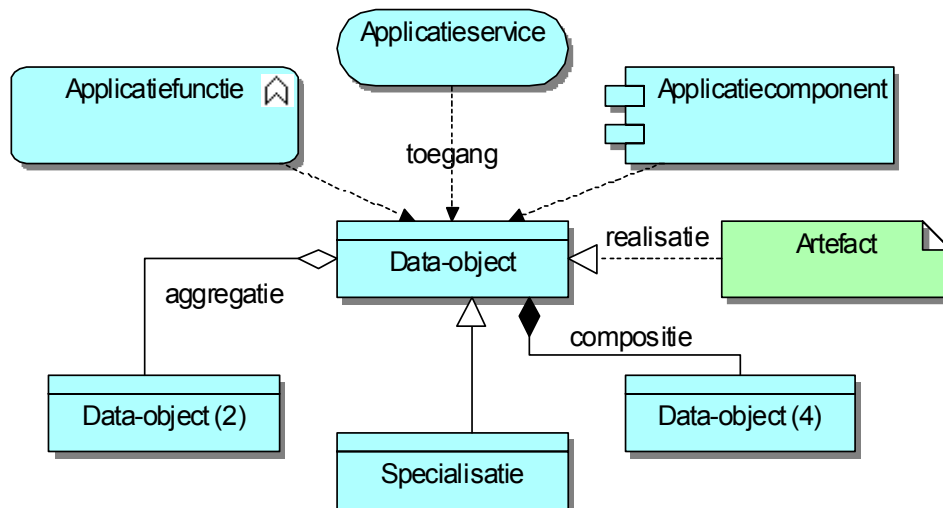 Applicatieservice
Applicatiefunctie
Applicatiecomponent
toegang
realisatie
Artefact
Data-object
aggregatie
compositie
Data-object (2)
Data-object (4)
Specialisatie